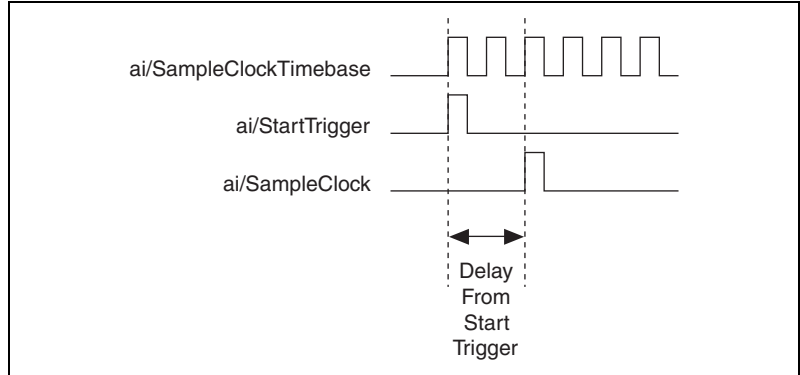 ai/SampleClockTimebase
ai/StartTrigger
ai/SampleClock
Delay
From
Start
Trigger